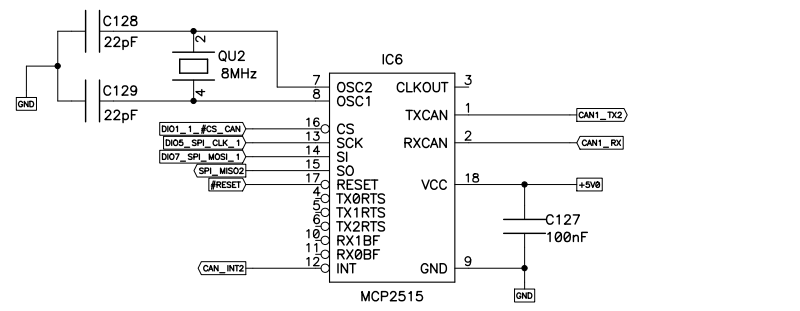 C128
22pF
2
QU2
8MHz
4
C129
22pF
GND
IC6
7 OSC2 CLKOUT 3
8 OSC1
TXCAN 1 CAN1_TX2
DIO1_1_#CS_CAN 16 CS
DIO5_SPI_CLK_1 13 SCK RXCAN 2 CAN1_RX
DIO7_SPI_MOSI_1 14 SI
SPI_MISO2 15 SO
#RESET 17 RESET VCC 18 +5V0
4 TX0RTS
5 TX1RTS
6 TX2RTS
10 RX1BF
11 RX0BF
CAN_INT2 12 INT GND 9
C127
100nF
GND
MCP2515